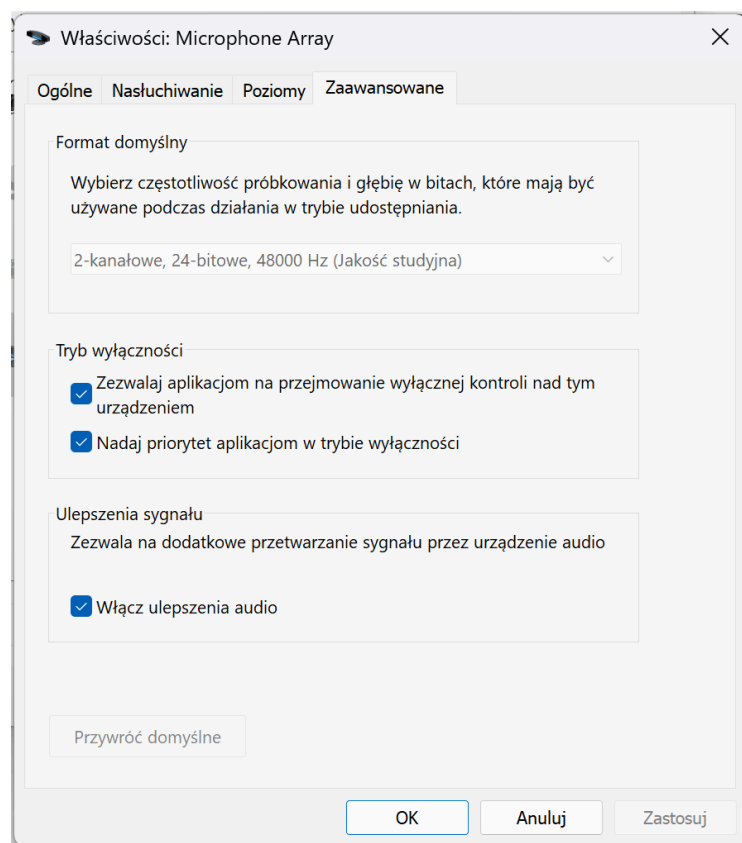 Właściwości: Microphone Array
Ogólne Nasłuchiwanie Poziomy Zaawansowane
Format domyślny
Wybierz częstotliwość próbkowania i głębię w bitach, które mają być
używane podczas działania w trybie udostępniania.
2-kanałowe, 24-bitowe, 48000 Hz (Jakość studyjna)
Tryb wyłączności
Zezwalaj aplikacjom na przejmowanie wyłącznej kontroli nad tym
urządzeniem
Nadaj priorytet aplikacjom w trybie wyłączności
Ulepszenia sygnału
Zezwala na dodatkowe przetwarzanie sygnału przez urządzenie audio
Włącz ulepszenia audio
Przywróć domyślne
OK Anuluj Zastosuj